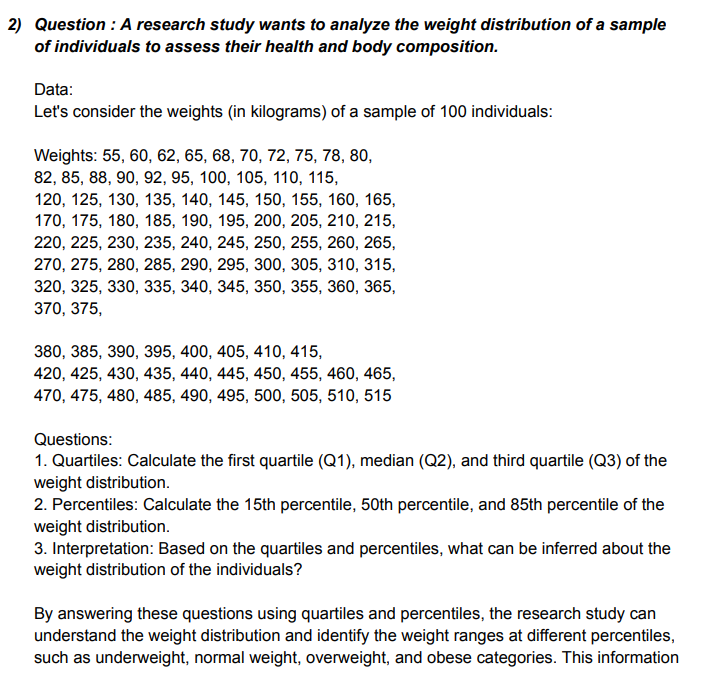 2) Question : A research study wants to analyze the weight distribution of a sample
of individuals to assess their health and body composition.
Data:
Let's consider the weights (in kilograms) of a sample of 100 individuals:
Weights: 55, 60, 62, 65, 68, 70, 72, 75, 78, 80,
82, 85, 88, 90, 92, 95, 100, 105, 110, 115,
120, 125, 130, 135, 140, 145, 150, 155, 160, 165,
170, 175, 180, 185, 190, 195, 200, 205, 210, 215,
220, 225, 230, 235, 240, 245, 250, 255, 260, 265,
270, 275, 280, 285, 290, 295, 300, 305, 310, 315,
320, 325, 330, 335, 340, 345, 350, 355, 360, 365,
370, 375,
380, 385, 390, 395, 400, 405, 410, 415,
420, 425, 430, 435, 440, 445, 450, 455, 460, 465,
470, 475, 480, 485, 490, 495, 500, 505, 510, 515
Questions:
1. Quartiles: Calculate the first quartile (Q1), median (Q2), and third quartile (Q3) of the
weight distribution.
2. Percentiles: Calculate the 15th percentile, 50th percentile, and 85th percentile of the
weight distribution.
3. Interpretation: Based on the quartiles and percentiles, what can be inferred about the
weight distribution of the individuals?
By answering these questions using quartiles and percentiles, the research study can
understand the weight distribution and identify the weight ranges at different percentiles,
such as underweight, normal weight, overweight, and obese categories. This information